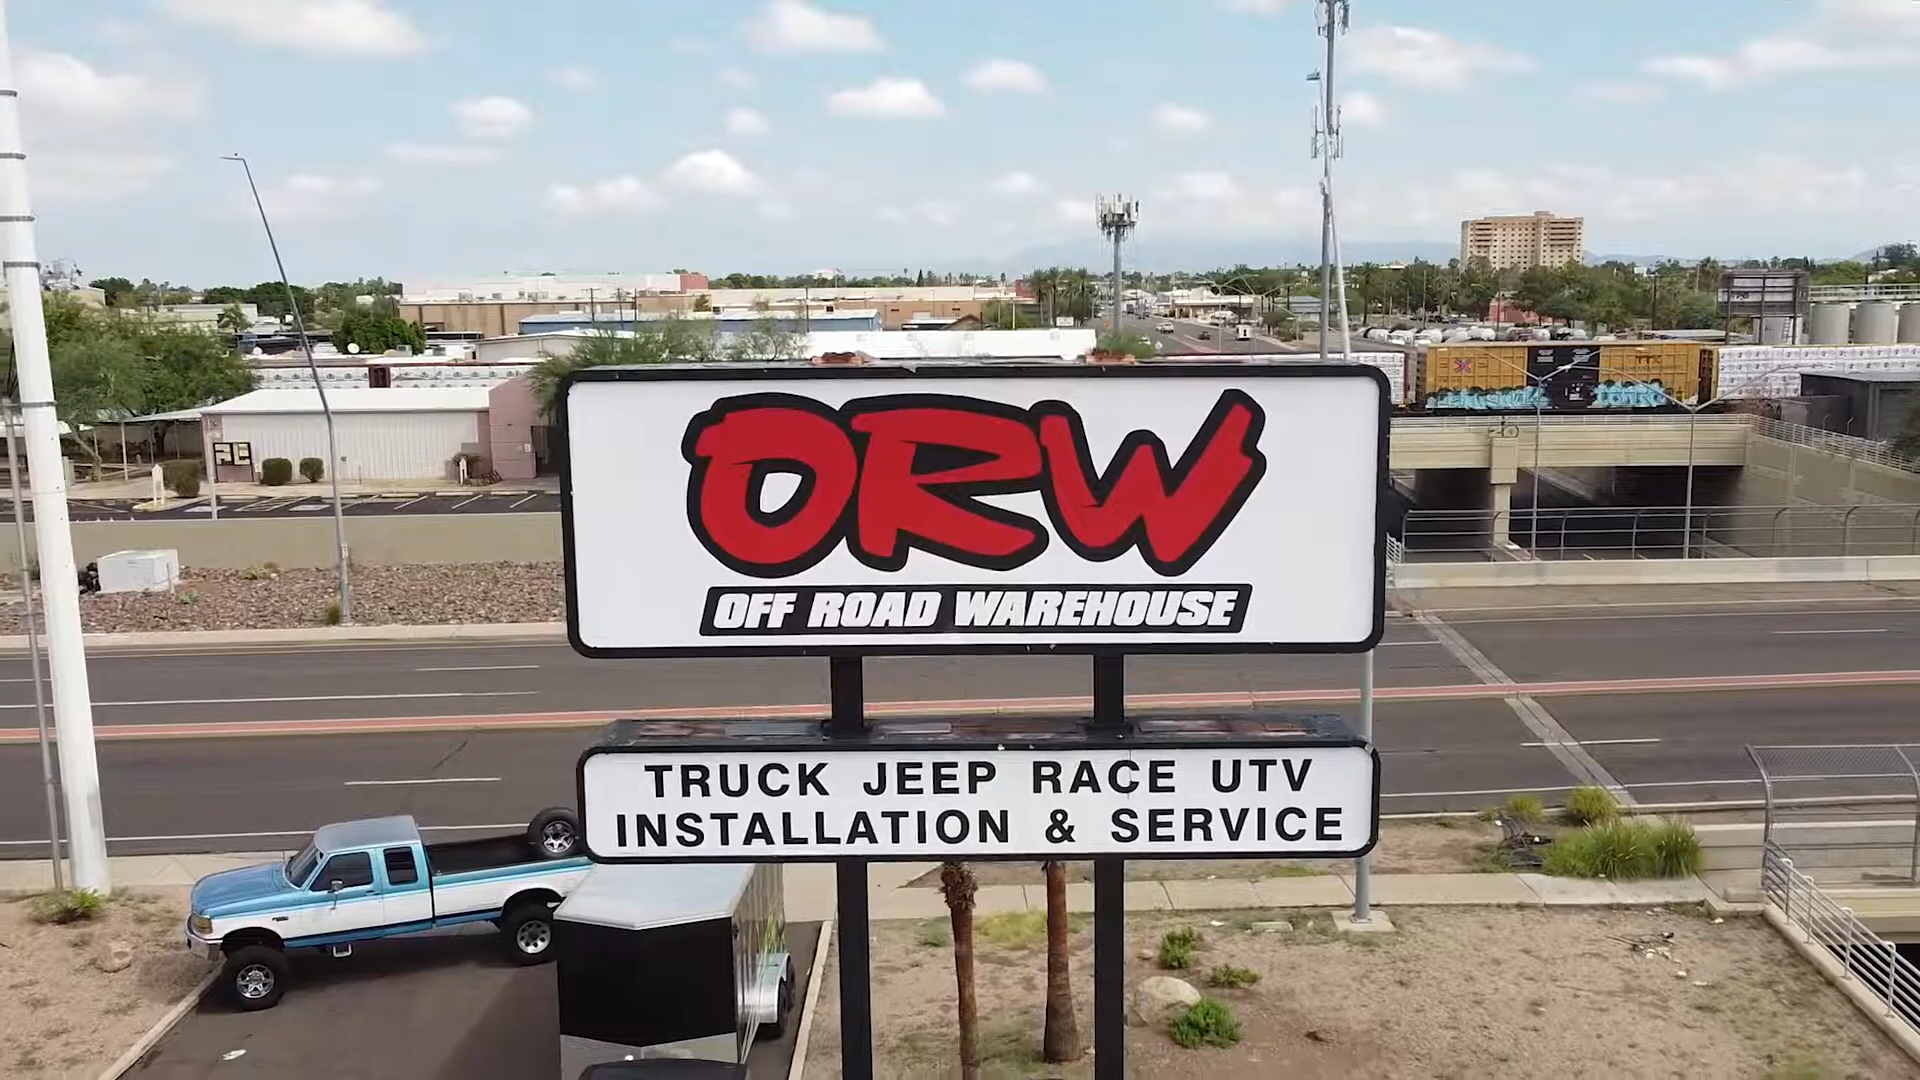 ORW
OFF ROAD WAREHOUSE
TRUCK JEEP RACE UTV
INSTALLATION & SERVICE